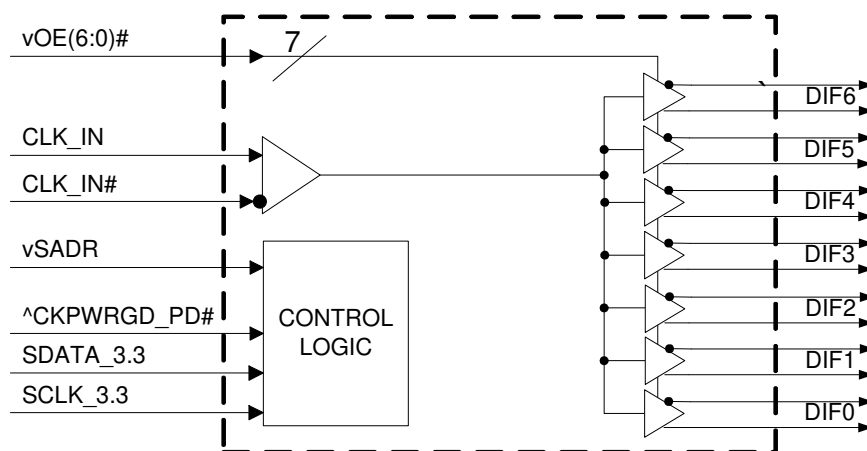 vOE(6:0)#
7
CLK_IN
CLK_IN#
vSADR
^CKPWRGD_PD#
SDATA_3.3
SCLK_3.3
CONTROL
LOGIC
`
DIF6
DIF5
DIF4
DIF3
DIF2
DIF1
DIF0